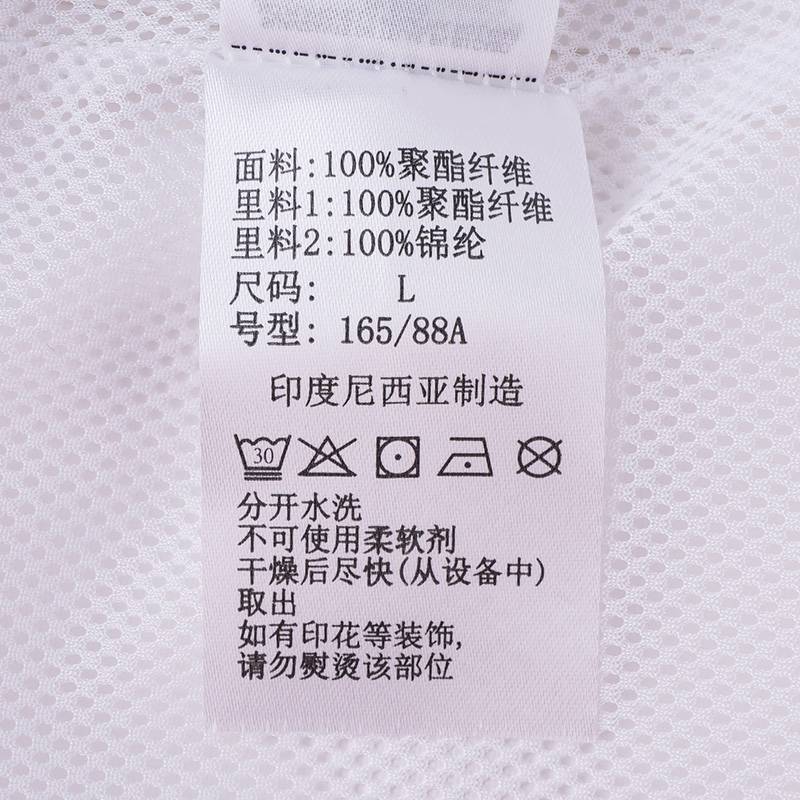 面料:100%聚酯纤维
里料1:100%聚酯纤维
里料2:100%锦纶
尺码: L
号型: 165/88A
印度尼西亚制造
30
分开水洗
不可使用柔软剂
干燥后尽快(从设备中)
取出
如有印花等装饰,
请勿熨烫该部位